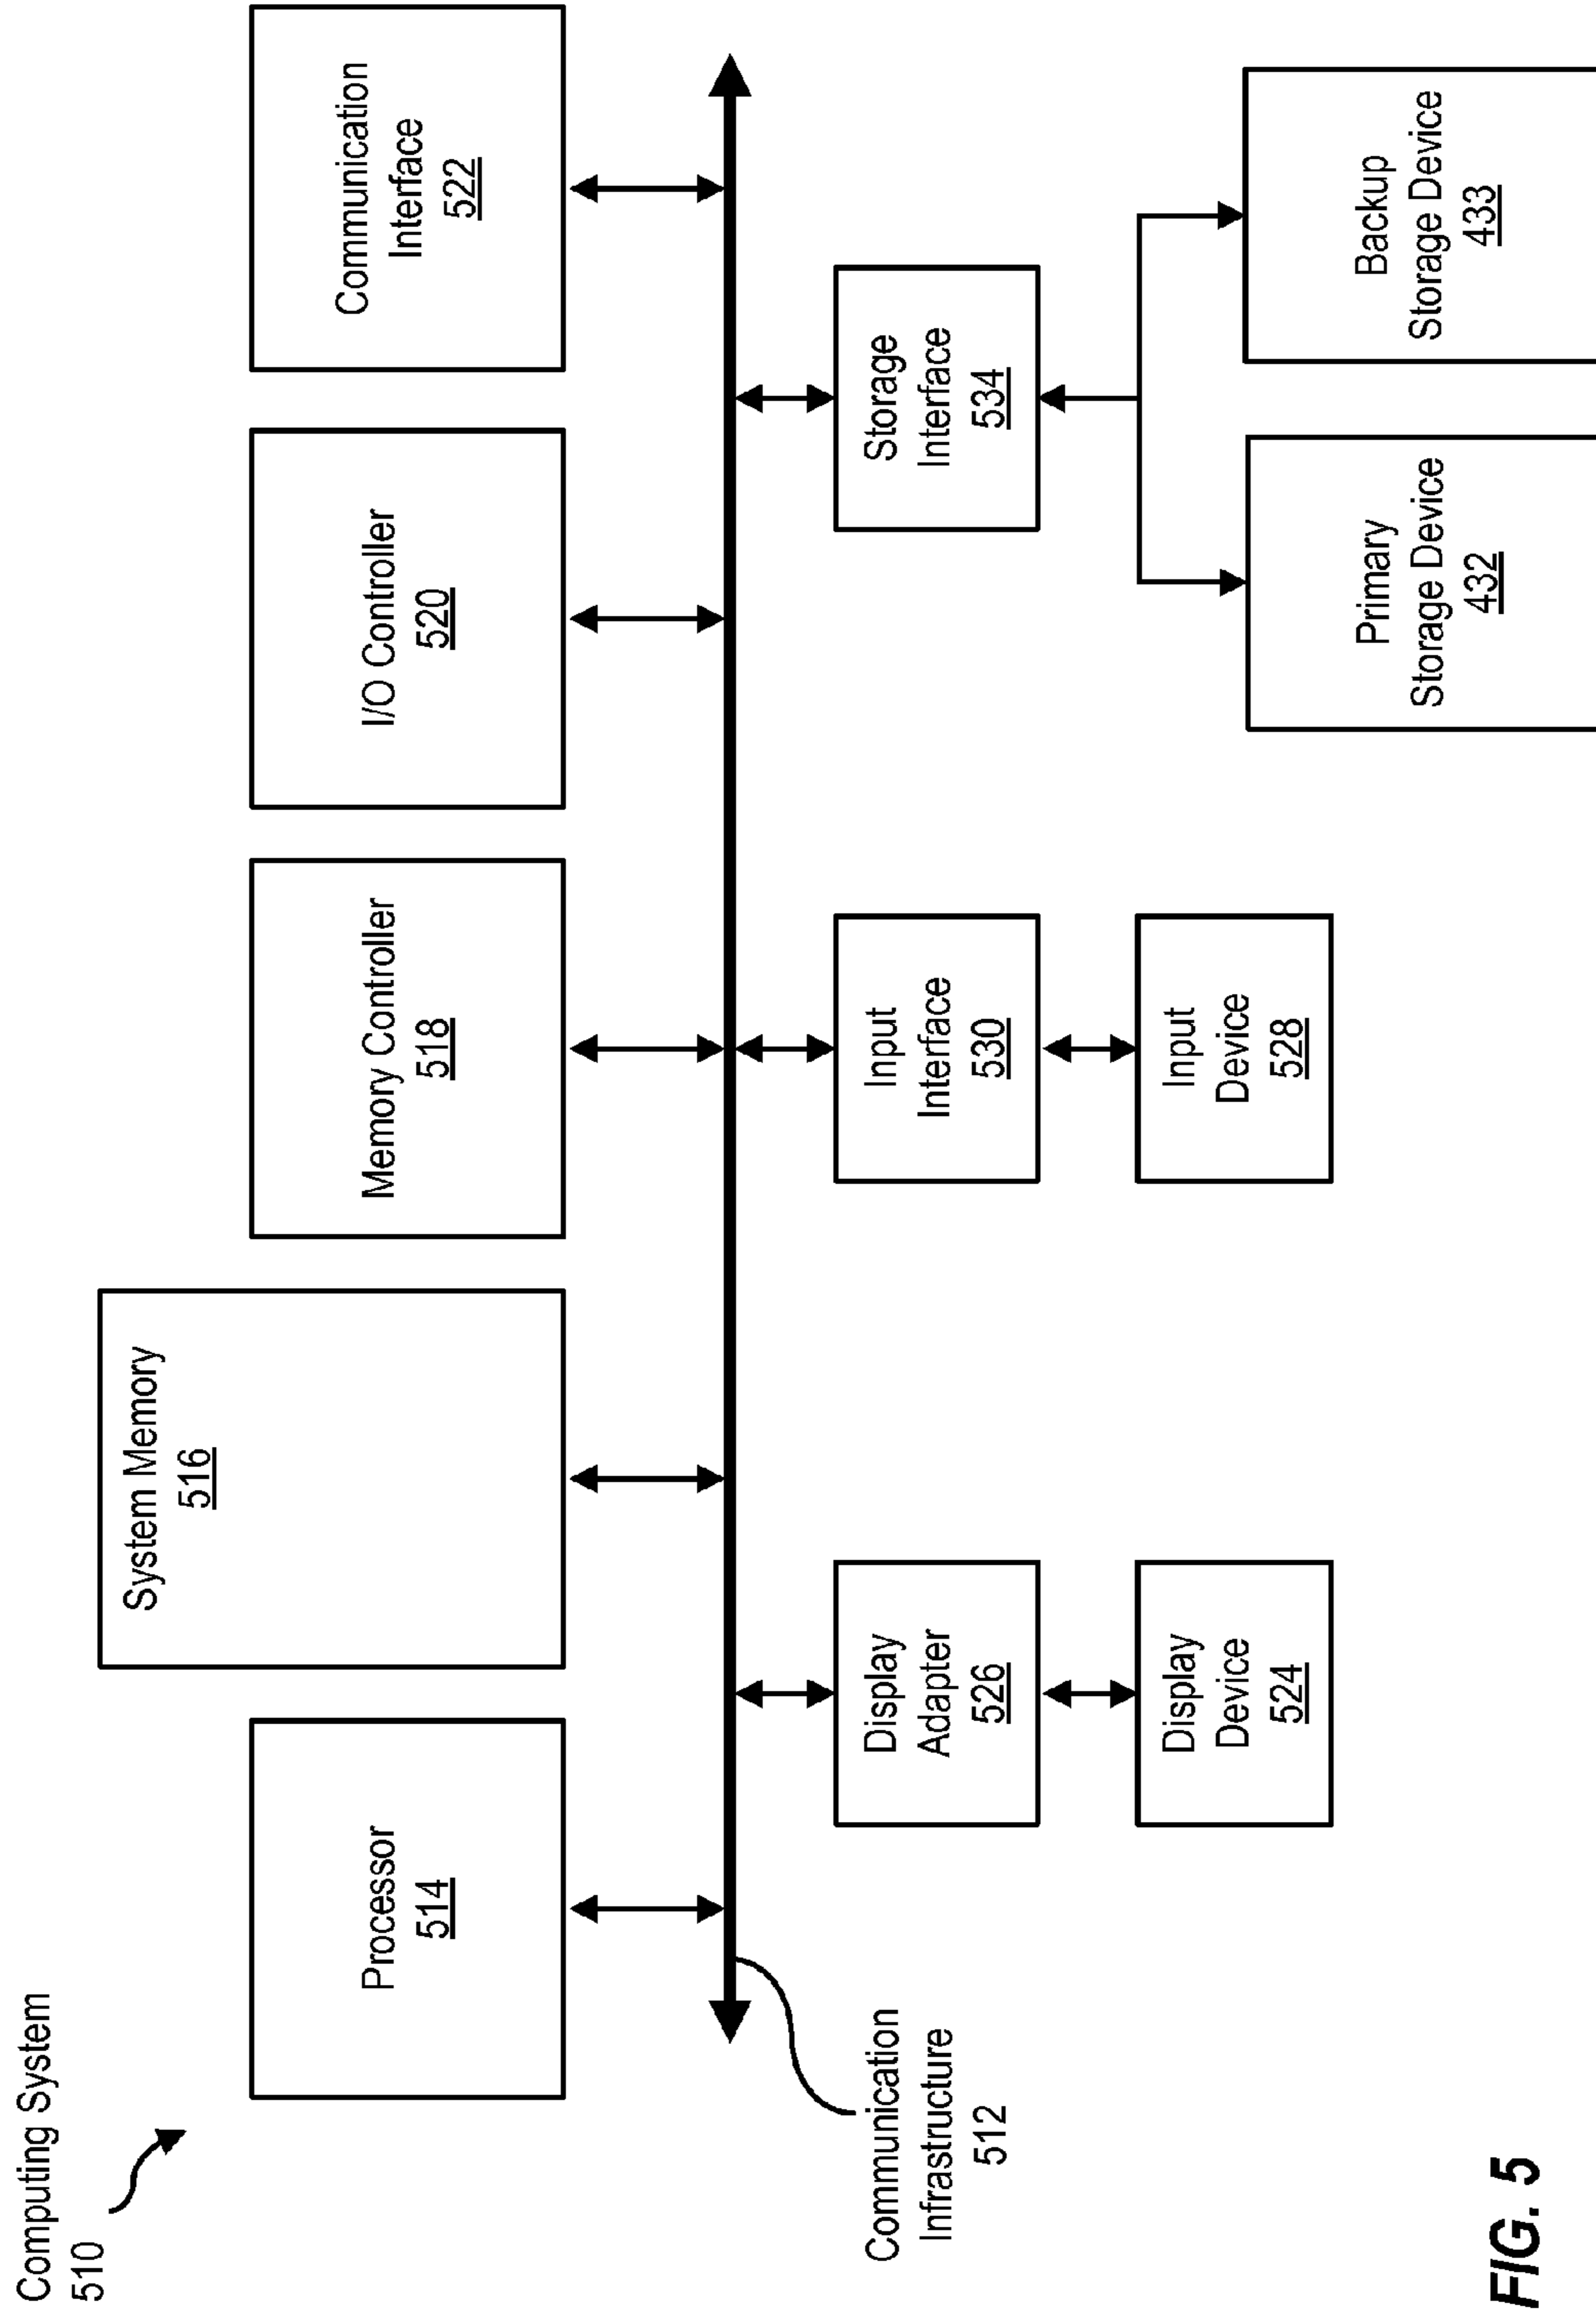 Computing System
510
Processor
514
System Memory
516
Memory Controller
518
I/O Controller
520
Communication
Interface
522
Communication
Infrastructure
512
Display
Adapter
526
Input
Interface
530
Storage
Interface
534
Display
Device
524
Input
Device
528
Primary
Storage Device
432
Backup
Storage Device
433
FIG. 5